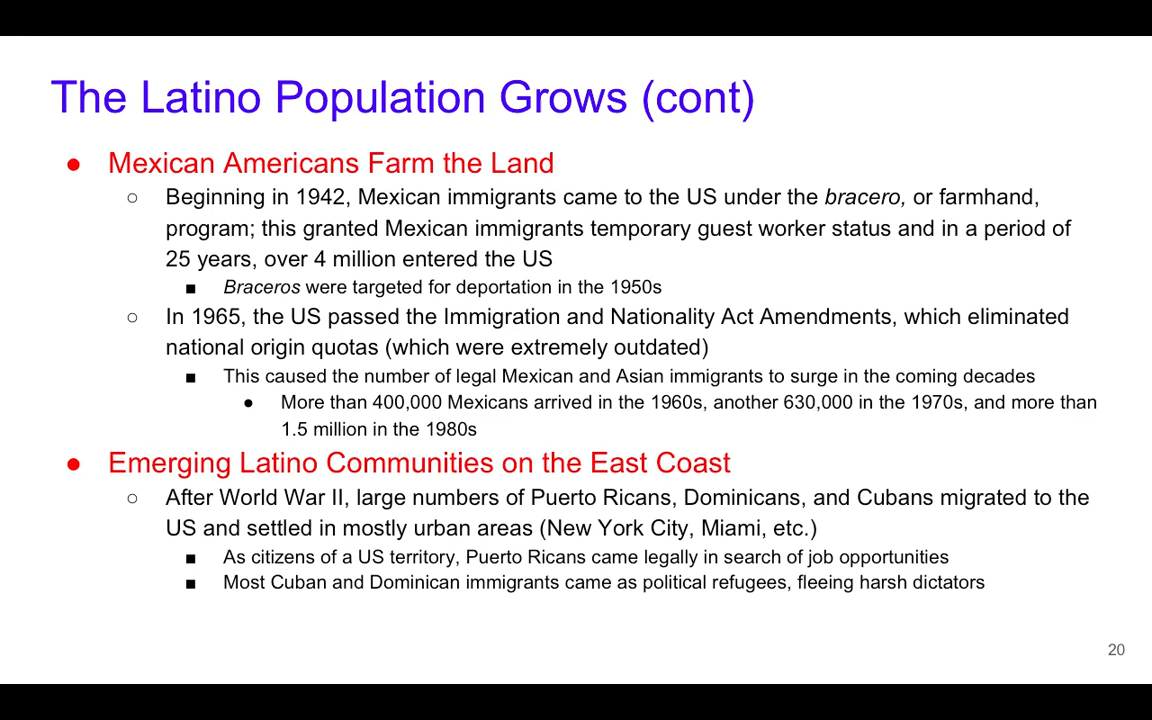 The Latino Population Grows (cont)
● Mexican Americans Farm the Land
○ Beginning in 1942, Mexican immigrants came to the US under the bracero, or farmhand,
program; this granted Mexican immigrants temporary guest worker status and in a period of
25 years, over 4 million entered the US
■ Braceros were targeted for deportation in the 1950s
○ In 1965, the US passed the Immigration and Nationality Act Amendments, which eliminated
national origin quotas (which were extremely outdated)
■ This caused the number of legal Mexican and Asian immigrants to surge in the coming decades
● More than 400,000 Mexicans arrived in the 1960s, another 630,000 in the 1970s, and more than
1.5 million in the 1980s
● Emerging Latino Communities on the East Coast
○ After World War II, large numbers of Puerto Ricans, Dominicans, and Cubans migrated to the
US and settled in mostly urban areas (New York City, Miami, etc.)
■ As citizens of a US territory, Puerto Ricans came legally in search of job opportunities
■ Most Cuban and Dominican immigrants came as political refugees, fleeing harsh dictators
20